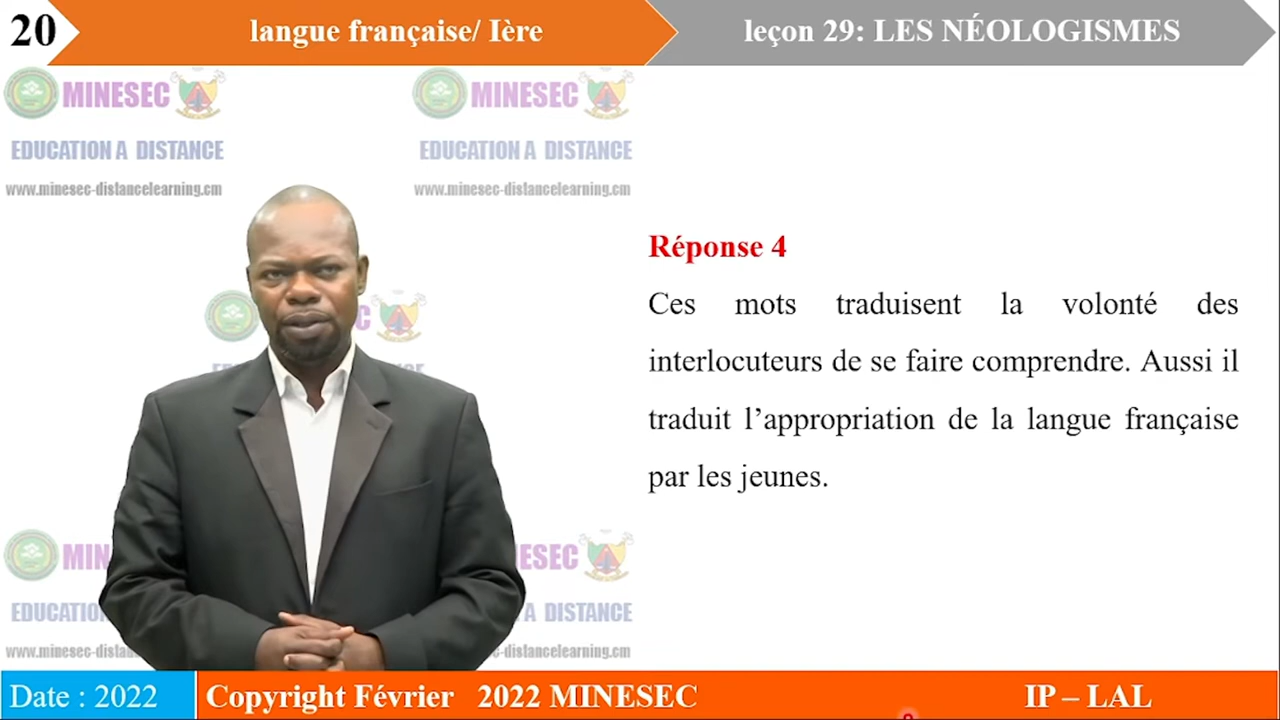 20
langue française/ Ière
leçon 29: LES NÉOLOGISMES
MINESEC
MINESEC
EDUCATION A DISTANCE
EDUCATION A DISTANCE
www.minesec-distancelearning.cm
www.minesec-distancelearning.cm
Réponse 4
Ces mots traduisent la volonté des
interlocuteurs de se faire comprendre. Aussi il
traduit l’appropriation de la langue française
par les jeunes.
Date : 2022
Copyright Février 2022 MINESEC
IP – LAL